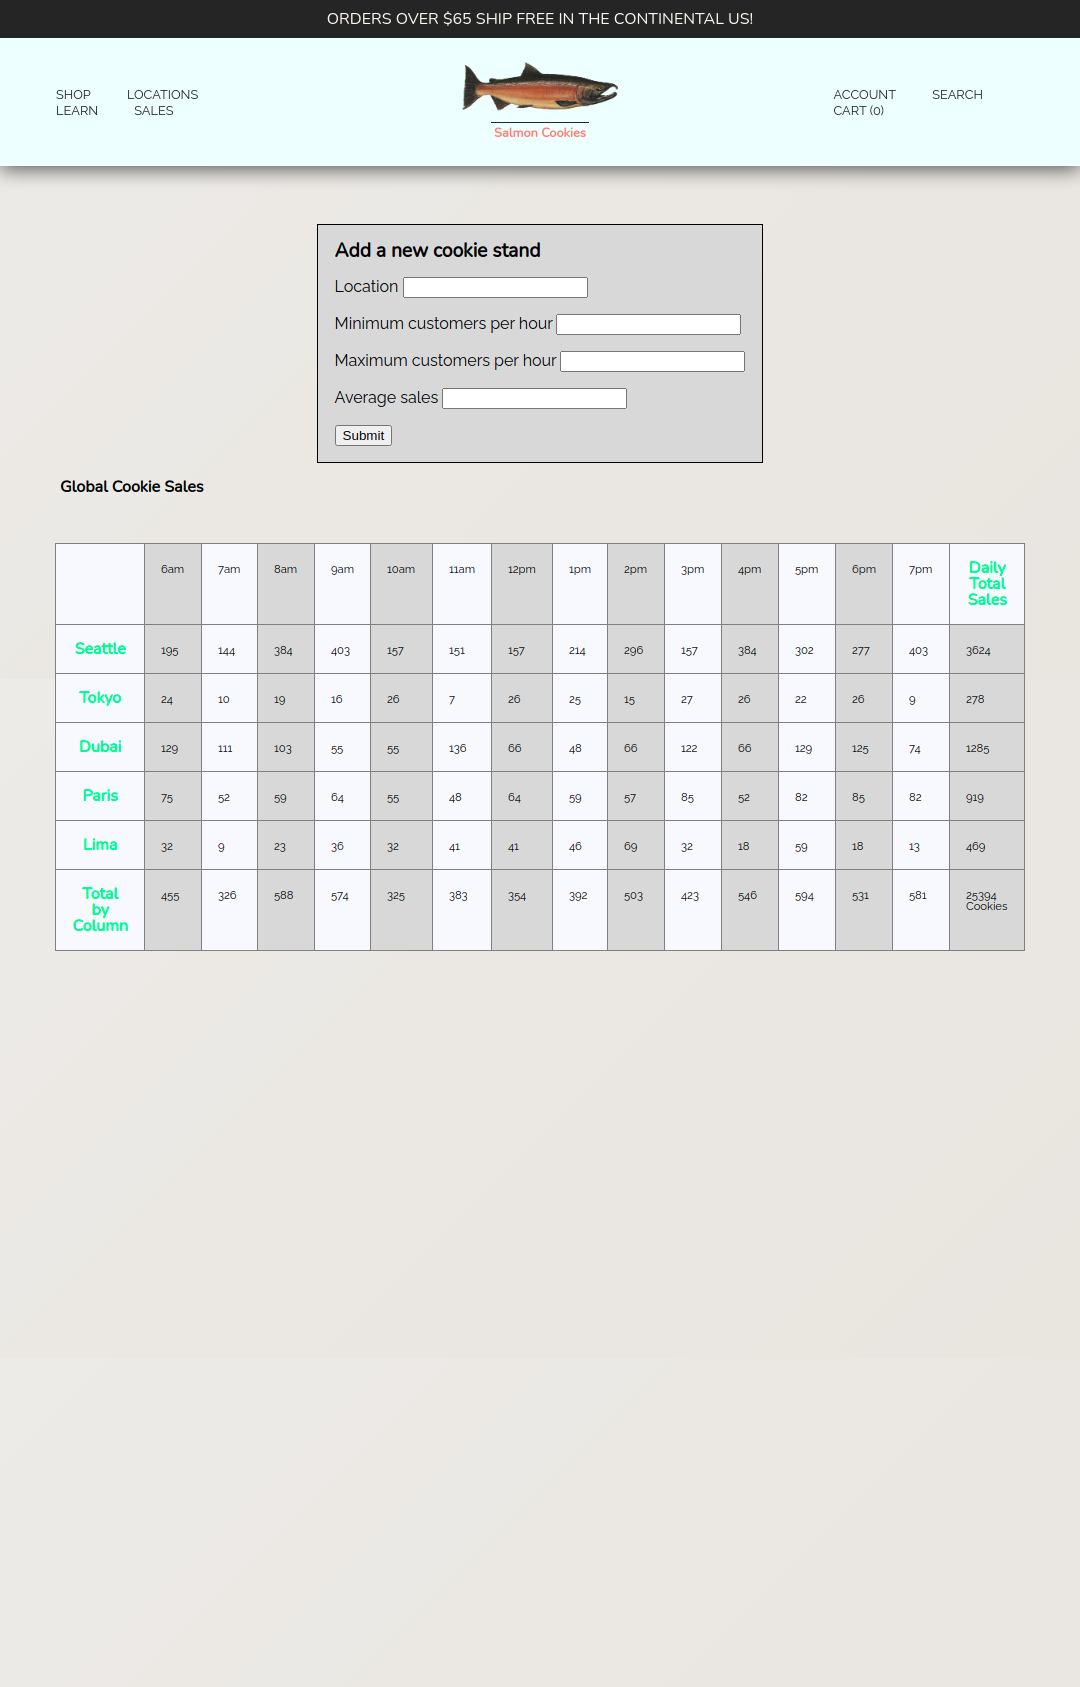 ORDERS OVER $65 SHIP FREE IN THE CONTINENTAL US!
SHOP LOCATIONS
LEARN SALES
Salmon Cookies
ACCOUNT SEARCH
CART (0)
Add a new cookie stand
Location
Minimum customers per hour
Maximum customers per hour
Average sales
Submit
Global Cookie Sales
6am 7am 8am 9am 10am 11am 12pm 1pm 2pm 3pm 4pm 5pm 6pm 7pm Daily Total Sales
Seattle 195 144 384 403 157 151 157 214 296 157 384 302 277 403 3624
Tokyo 24 10 19 16 26 7 26 25 15 27 26 22 26 9 278
Dubai 129 111 103 55 55 136 66 48 66 122 66 129 125 74 1285
Paris 75 52 59 64 55 48 64 59 57 85 52 82 85 82 919
Lima 32 9 23 36 32 41 41 46 69 32 18 59 18 13 469
Total by Column 455 326 588 574 325 383 354 392 503 423 546 594 531 581 25394 Cookies